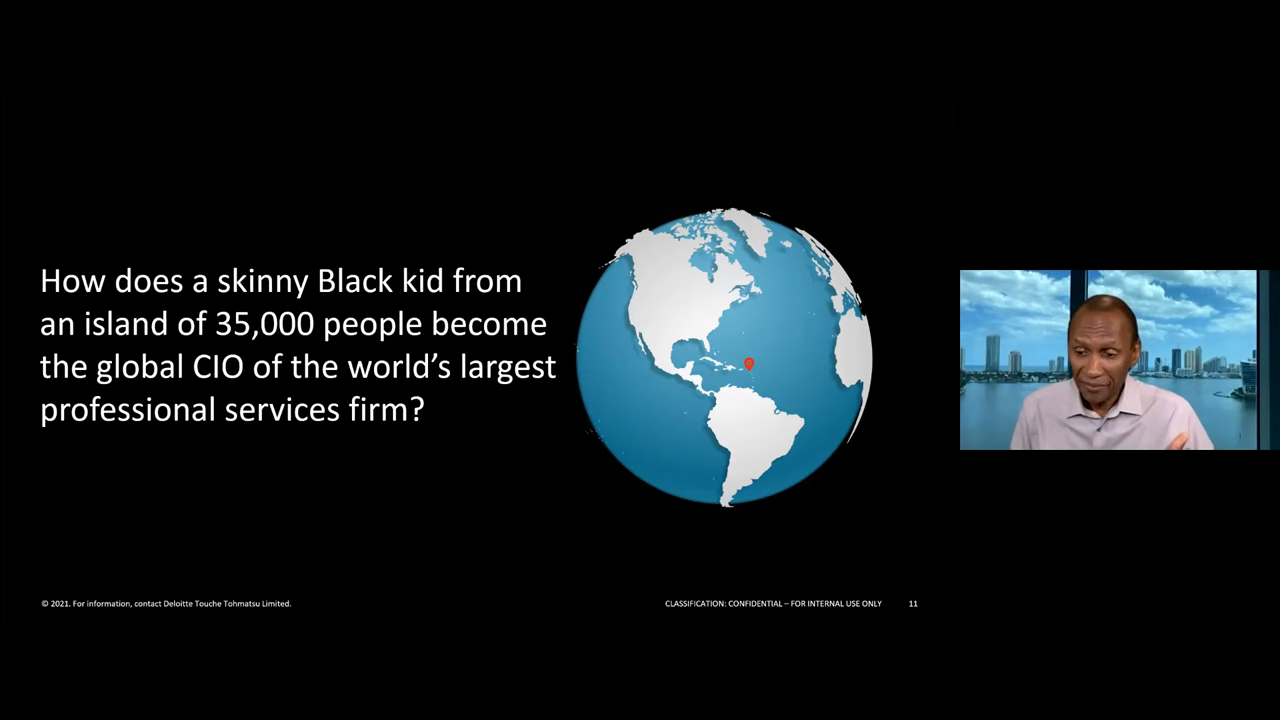 How does a skinny Black kid from
an island of 35,000 people become
the global CIO of the world’s largest
professional services firm?
© 2021. For information, contact Deloitte Touche Tohmatsu Limited.
CLASSIFICATION: CONFIDENTIAL – FOR INTERNAL USE ONLY
11